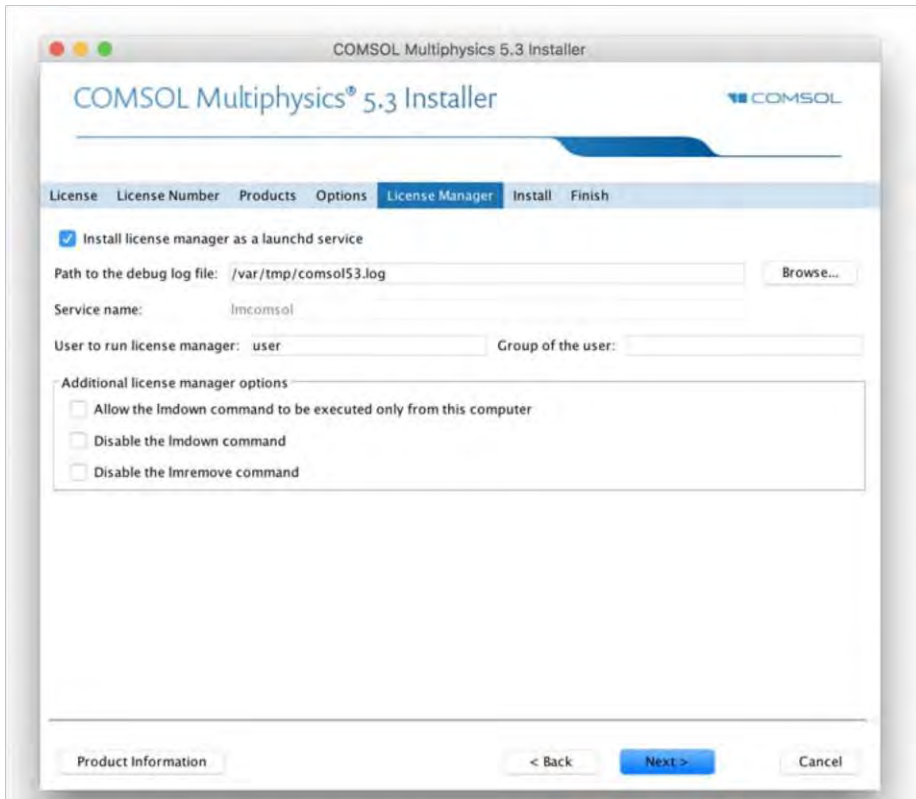 COMSOL Multiphysics 5.3 Installer
COMSOL Multiphysics® 5.3 Installer
COMSOL
License License Number Products Options License Manager Install Finish
Install license manager as a launchd service
Path to the debug log file: /var/tmp/comsol53.log Browse...
Service name: lmcomsol
User to run license manager: user Group of the user:
Additional license manager options
Allow the lmdown command to be executed only from this computer
Disable the lmdown command
Disable the lmremove command
Product Information < Back Next > Cancel